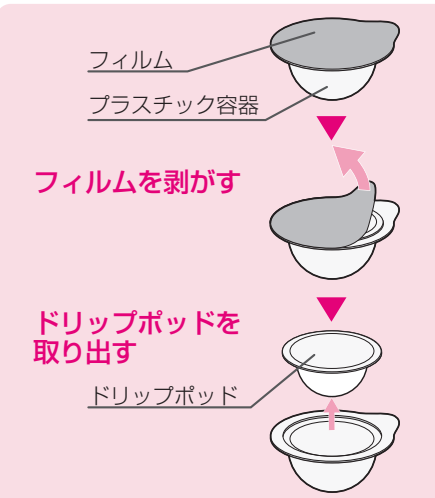 フィルム
プラスチック容器
フィルムを剥がす
ドリップポッドを
取り出す
ドリップポッド